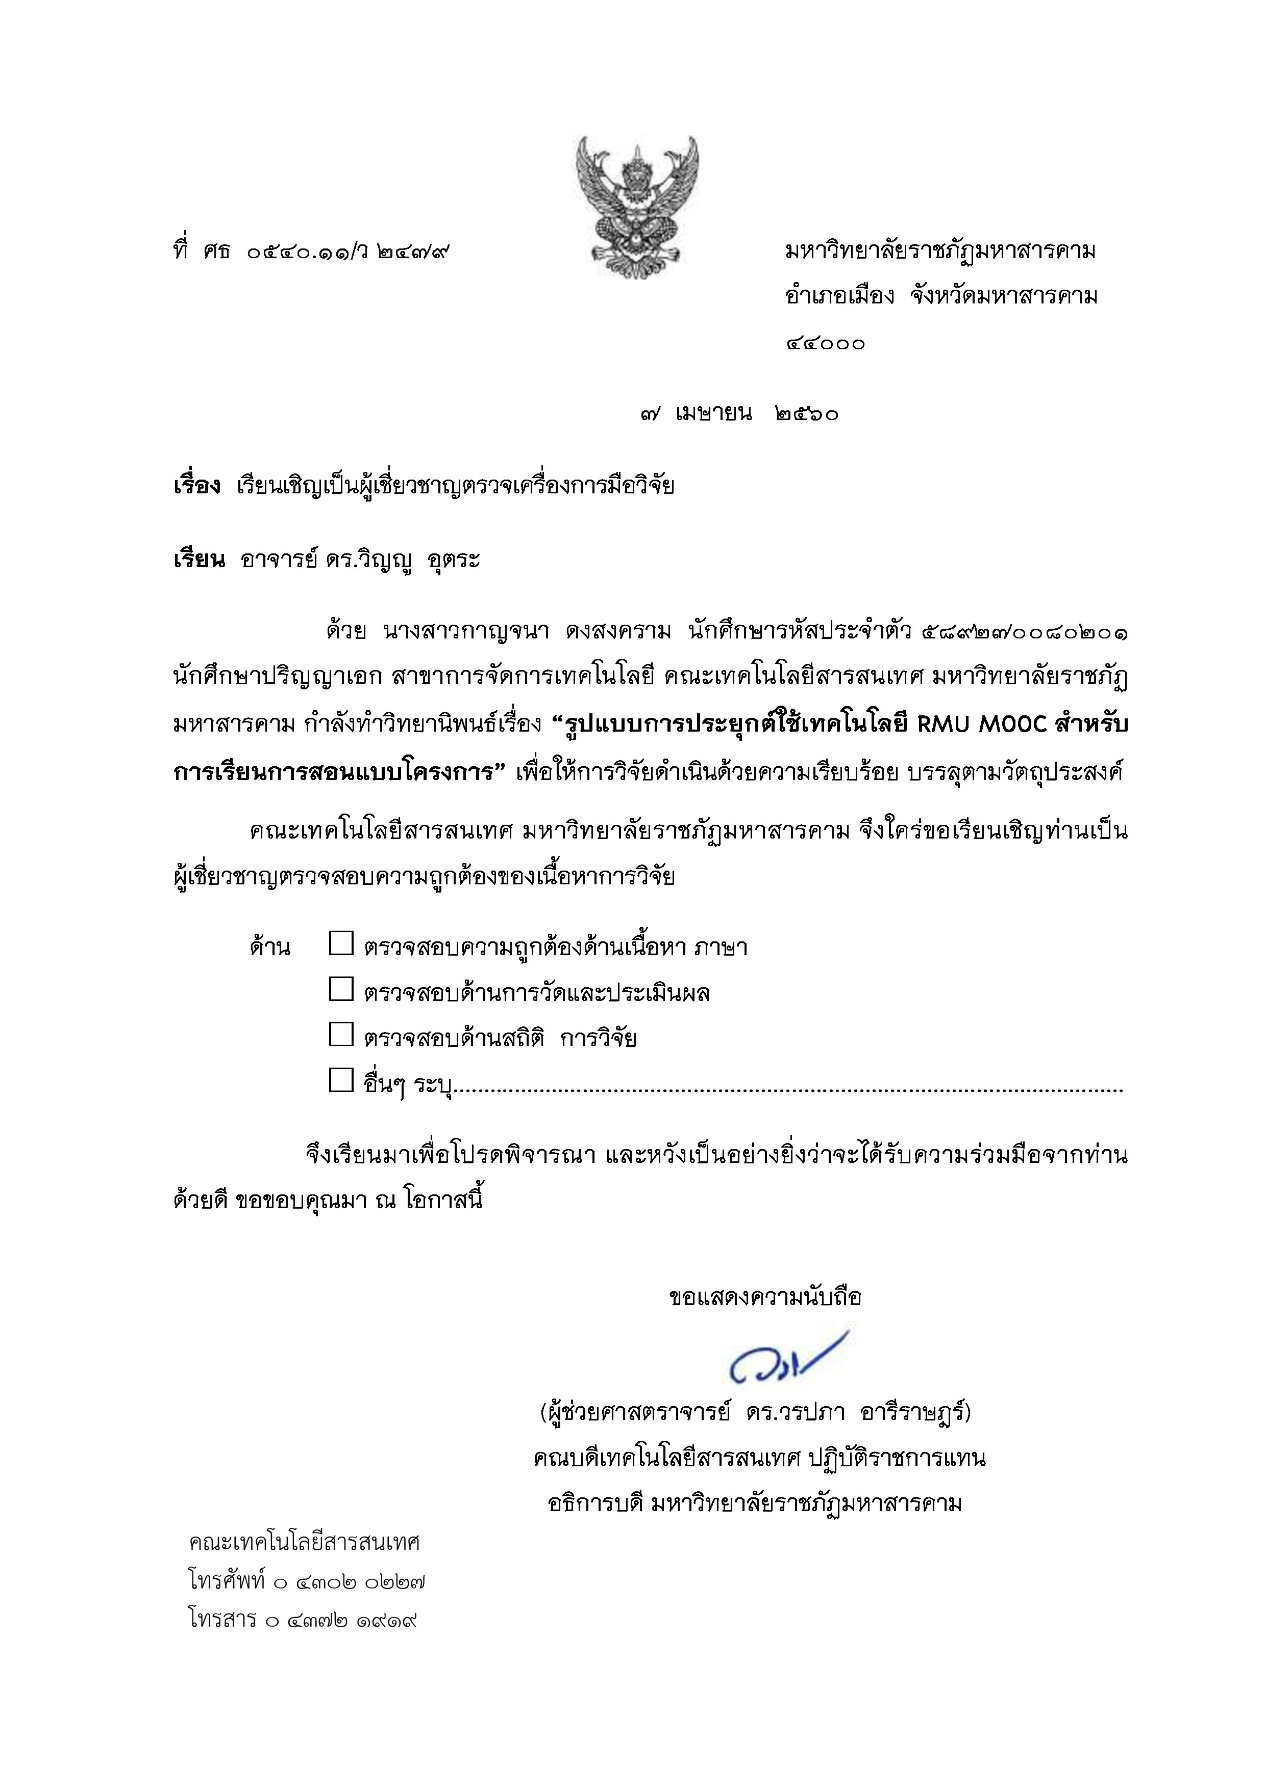 ที่ ศธ ๐๕๔๐.๑๑/ว ๒๔๗๙
มหาวิทยาลัยราชภัฏมหาสารคาม
อำเภอเมือง จังหวัดมหาสารคาม
๔๔๐๐๐
๗ เมษายน ๒๕๖๐
เรื่อง เรียนเชิญเป็นผู้เชี่ยวชาญตรวจเครื่องการมือวิจัย
เรียน อาจารย์ ดร.วิญญู อุตระ
ด้วย นางสาวกาญจนา ดงสงคราม นักศึกษารหัสประจำตัว ๕๘๙๒๗๐๐๘๐๒๐๑
นักศึกษาปริญญาเอก สาขาการจัดการเทคโนโลยี คณะเทคโนโลยีสารสนเทศ มหาวิทยาลัยราชภัฏ
มหาสารคาม กำลังทำวิทยานิพนธ์เรื่อง “รูปแบบการประยุกต์ใช้เทคโนโลยี RMU MOOC สำหรับ
การเรียนการสอนแบบโครงการ” เพื่อให้การวิจัยดำเนินด้วยความเรียบร้อย บรรลุตามวัตถุประสงค์
คณะเทคโนโลยีสารสนเทศ มหาวิทยาลัยราชภัฏมหาสารคาม จึงใคร่ขอเรียนเชิญท่านเป็น
ผู้เชี่ยวชาญตรวจสอบความถูกต้องของเนื้อหาการวิจัย
ด้าน ☐ ตรวจสอบความถูกต้องด้านเนื้อหา ภาษา
☐ ตรวจสอบด้านการวัดและประเมินผล
☐ ตรวจสอบด้านสถิติ การวิจัย
☐ อื่นๆ ระบุ..............................................................................................................
จึงเรียนมาเพื่อโปรดพิจารณา และหวังเป็นอย่างยิ่งว่าจะได้รับความร่วมมือจากท่าน
ด้วยดี ขอขอบคุณมา ณ โอกาสนี้
ขอแสดงความนับถือ
(ผู้ช่วยศาสตราจารย์ ดร.วรปภา อารีราษฎร์)
คณบดีเทคโนโลยีสารสนเทศ ปฏิบัติราชการแทน
อธิการบดี มหาวิทยาลัยราชภัฏมหาสารคาม
คณะเทคโนโลยีสารสนเทศ
โทรศัพท์ ๐ ๔๓๐๒ ๐๒๒๗
โทรสาร ๐ ๔๓๗๒ ๑๙๑๙